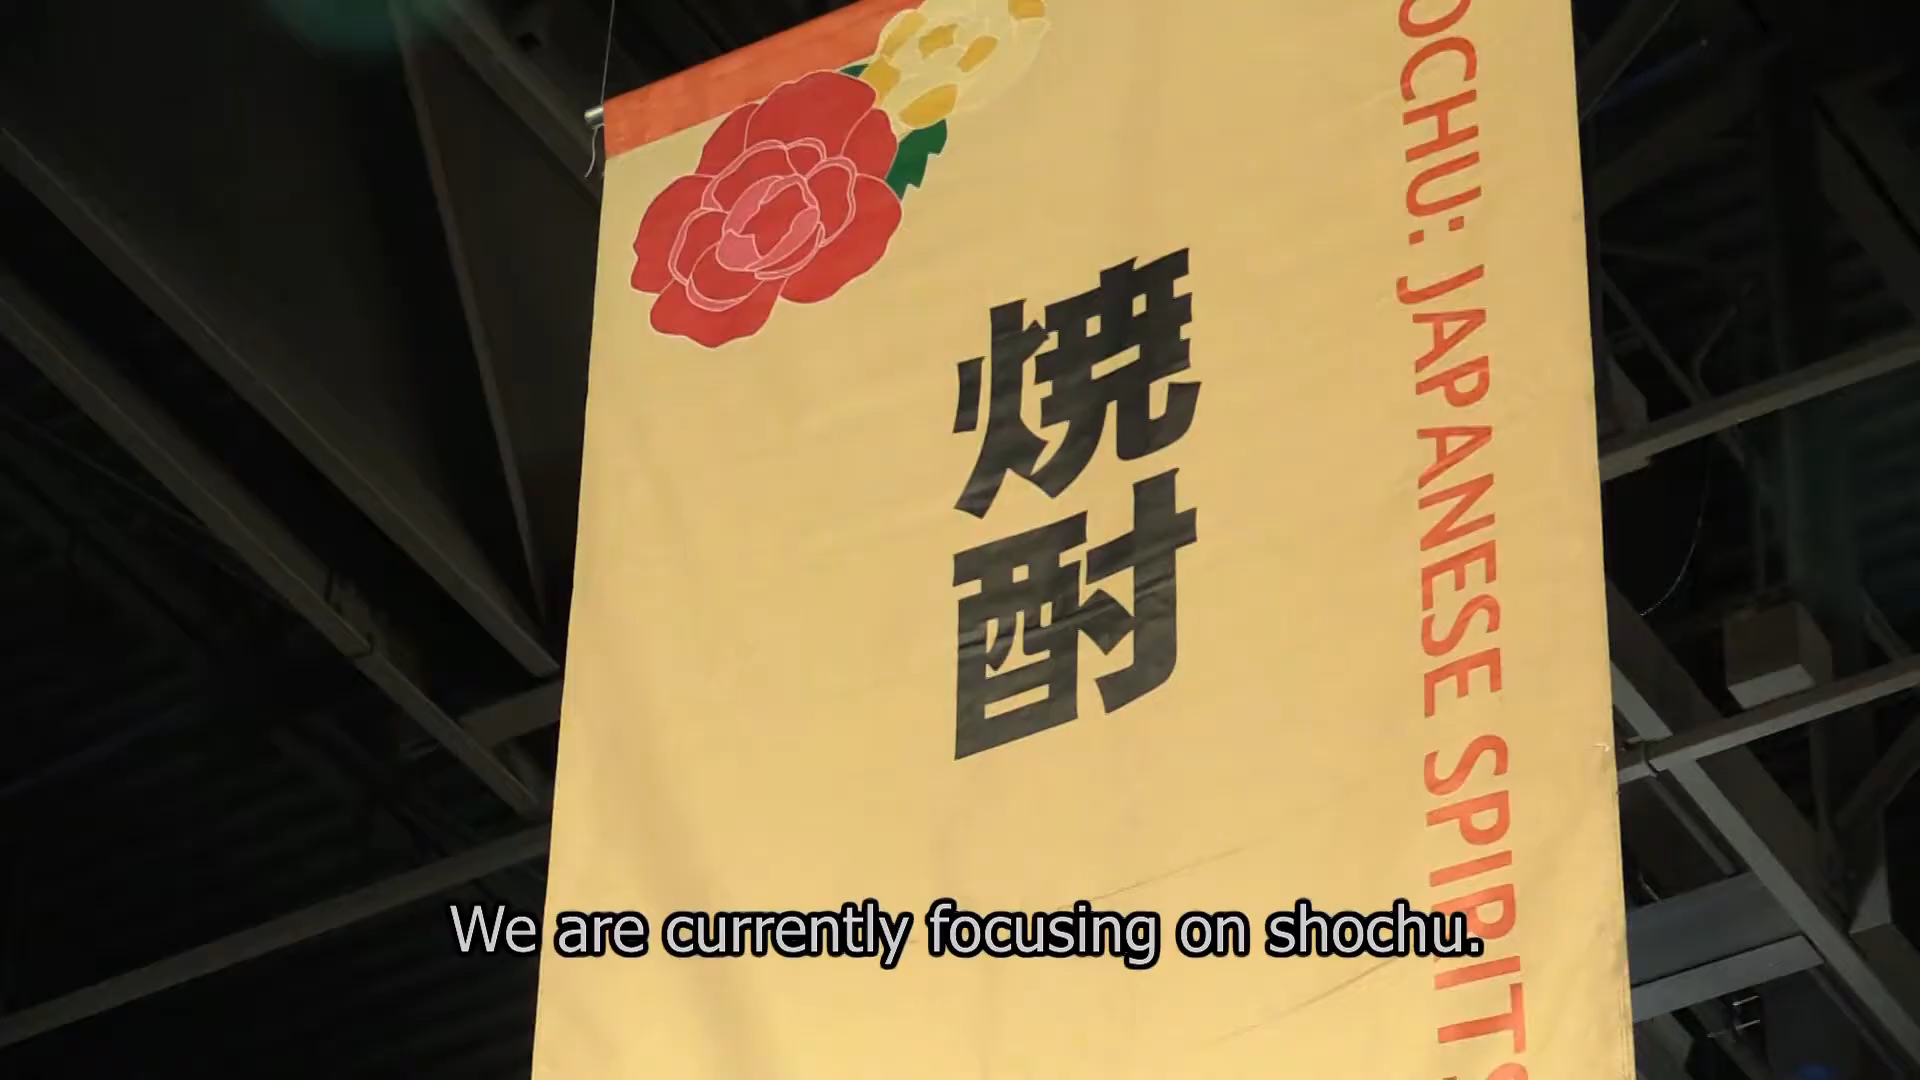 焼酎
OCHU: JAPANESE SPIRITS
We are currently focusing on shochu.